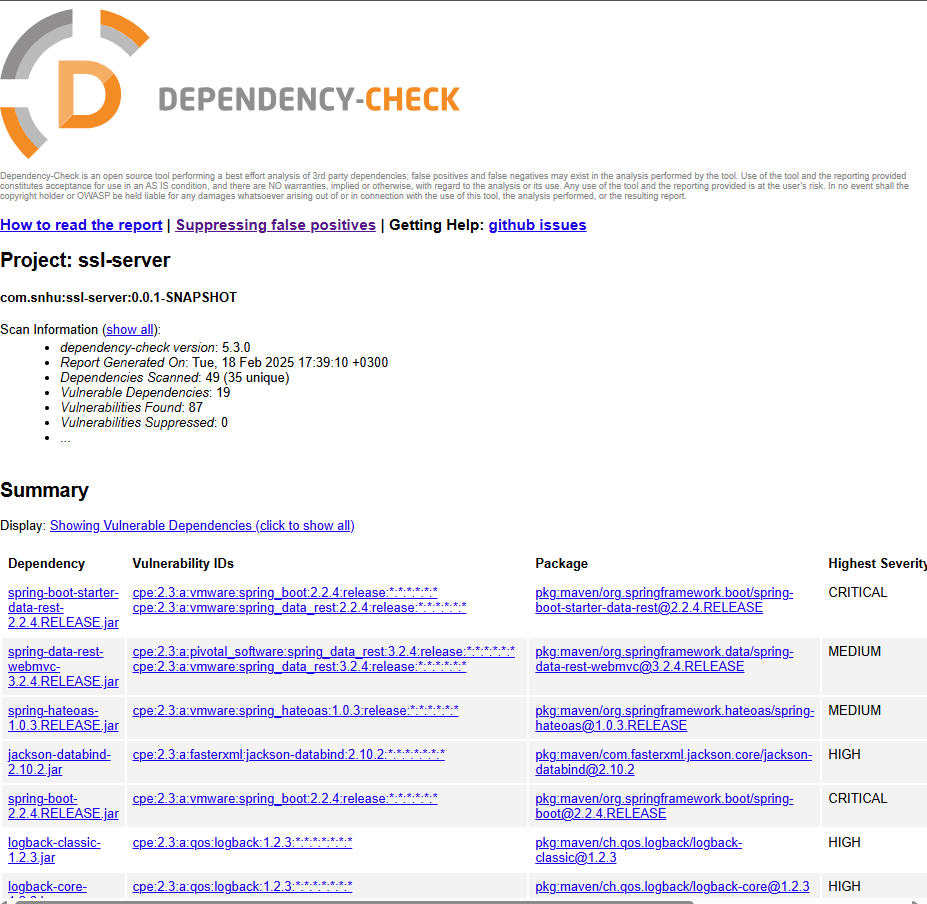 D
DEPENDENCY-CHECK
Dependency-Check is an open source tool performing a best effort analysis of 3rd party dependencies; false positives and false negatives may exist in the analysis performed by the tool. Use of the tool and the reporting provided
constitutes acceptance for use in an AS IS condition, and there are NO warranties, implied or otherwise, with regard to the analysis or its use. Any use of the tool and the reporting provided is at the user's risk. In no event shall the
copyright holder or OWASP be held liable for any damages whatsoever arising out of or in connection with the use of this tool, the analysis performed, or the resulting report.
How to read the report | Suppressing false positives | Getting Help: github issues
Project: ssl-server
com.snhu:ssl-server:0.0.1-SNAPSHOT
Scan Information (show all):
• dependency-check version: 5.3.0
• Report Generated On: Tue, 18 Feb 2025 17:39:10 +0300
• Dependencies Scanned: 49 (35 unique)
• Vulnerable Dependencies: 19
• Vulnerabilities Found: 87
• Vulnerabilities Suppressed: 0
• ...
Summary
Display: Showing Vulnerable Dependencies (click to show all)
Dependency Vulnerability IDs Package Highest Severity
spring-boot-starter- cpe:2.3:a:vmware:spring_boot:2.2.4:release:*:*:*:*:*:* pkg:maven/org.springframework.boot/spring- CRITICAL
data-rest- cpe:2.3:a:vmware:spring_data_rest:2.2.4:release:*:*:*:*:*:* boot-starter-data-rest@2.2.4.RELEASE
2.2.4.RELEASE.jar
spring-data-rest- cpe:2.3:a:pivotal_software:spring_data_rest:3.2.4:release:*:*:*:*:*:* pkg:maven/org.springframework.data/spring- MEDIUM
webmvc- cpe:2.3:a:vmware:spring_data_rest:3.2.4:release:*:*:*:*:*:* data-rest-webmvc@3.2.4.RELEASE
3.2.4.RELEASE.jar
spring-hateoas- cpe:2.3:a:vmware:spring_hateoas:1.0.3:release:*:*:*:*:*:* pkg:maven/org.springframework.hateoas/spring- MEDIUM
1.0.3.RELEASE.jar hateoas@1.0.3.RELEASE
jackson-databind- cpe:2.3:a:fasterxml:jackson-databind:2.10.2:*:*:*:*:*:*:* pkg:maven/com.fasterxml.jackson.core/jackson- HIGH
2.10.2.jar databind@2.10.2
spring-boot- cpe:2.3:a:vmware:spring_boot:2.2.4:release:*:*:*:*:*:* pkg:maven/org.springframework.boot/spring- CRITICAL
2.2.4.RELEASE.jar boot@2.2.4.RELEASE
logback-classic- cpe:2.3:a:qos:logback:1.2.3:*:*:*:*:*:*:* pkg:maven/ch.qos.logback/logback- HIGH
1.2.3.jar classic@1.2.3
logback-core- cpe:2.3:a:qos:logback:1.2.3:*:*:*:*:*:*:* pkg:maven/ch.qos.logback/logback-core@1.2.3 HIGH